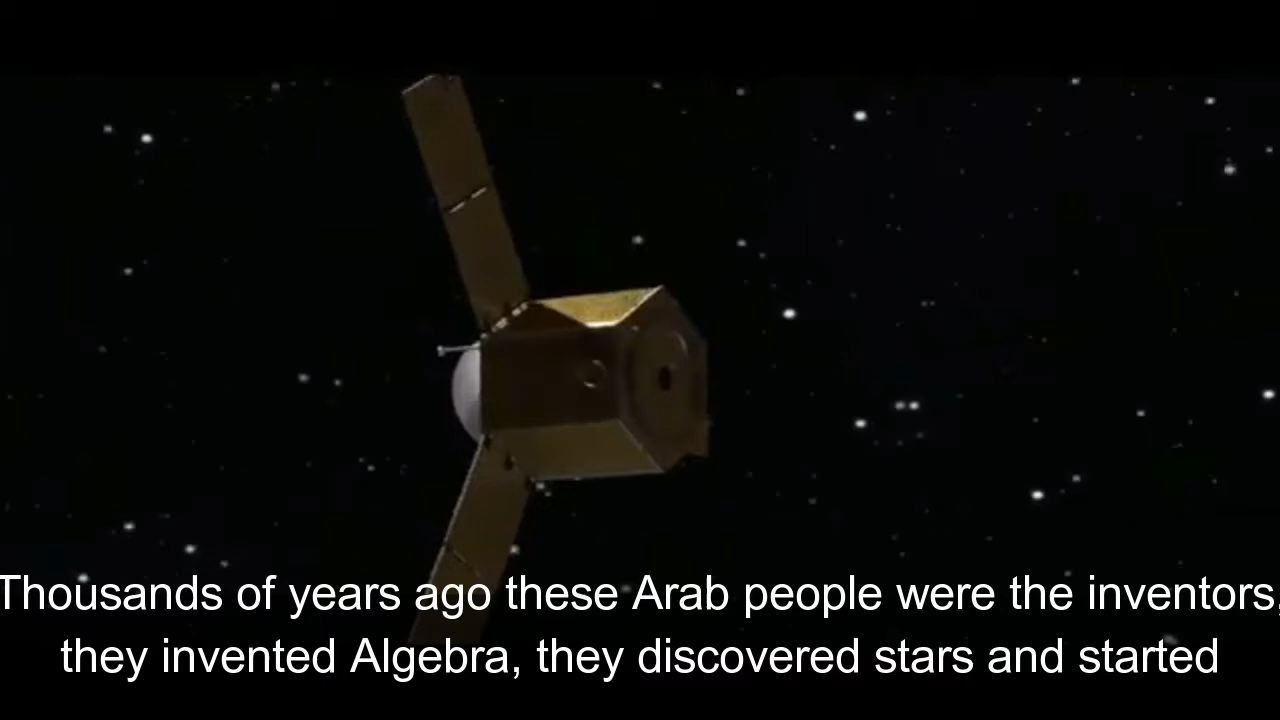 Thousands of years ago these Arab people were the inventors,
they invented Algebra, they discovered stars and started